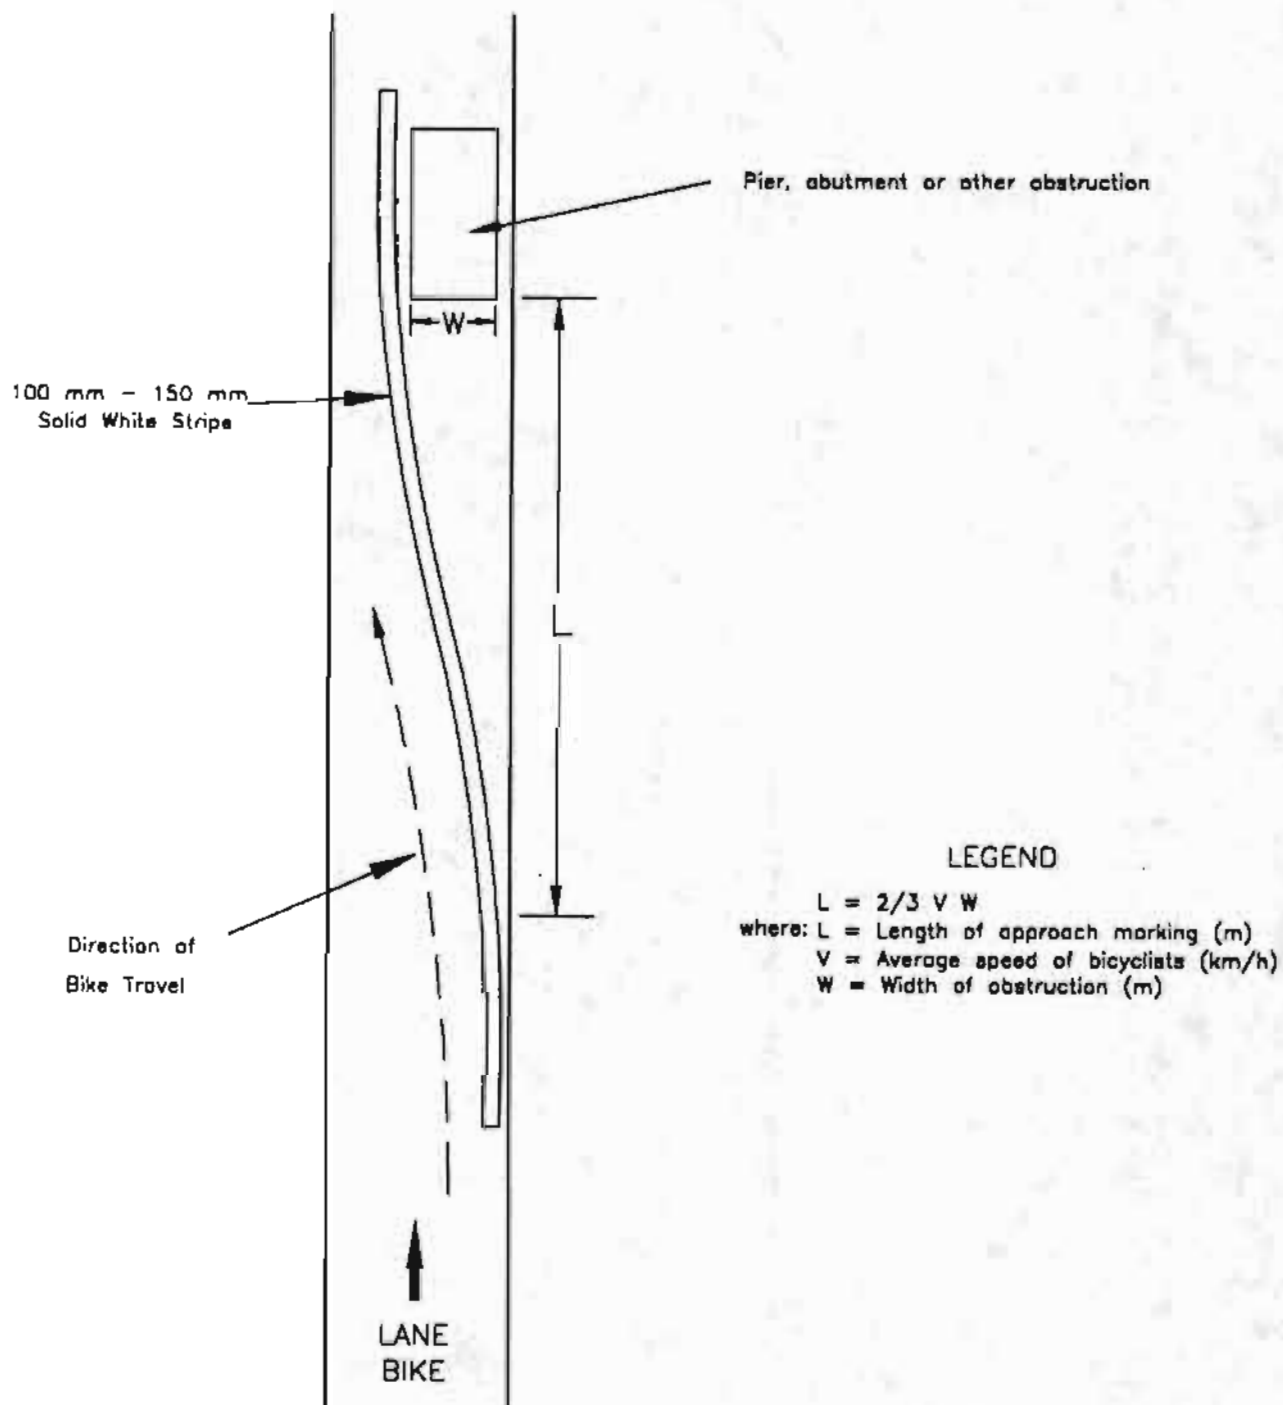 Pier, abutment or other obstruction
W
100 mm - 150 mm
Solid White Stripe
L
Direction of
Bike Travel
LEGEND
L = 2/3 V W
where: L = Length of approach marking (m)
V = Average speed of bicyclists (km/h)
W = Width of obstruction (m)
LANE
BIKE